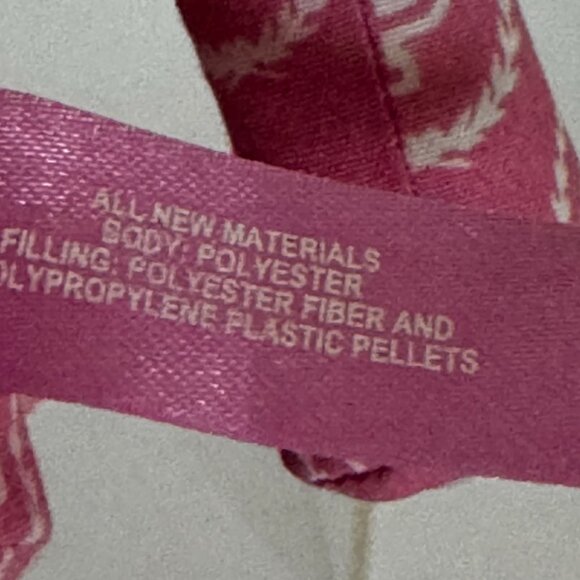 ALL NEW MATERIALS
BODY: POLYESTER
FILLING: POLYESTER FIBER AND
OLYPROPYLENE PLASTIC PELLETS